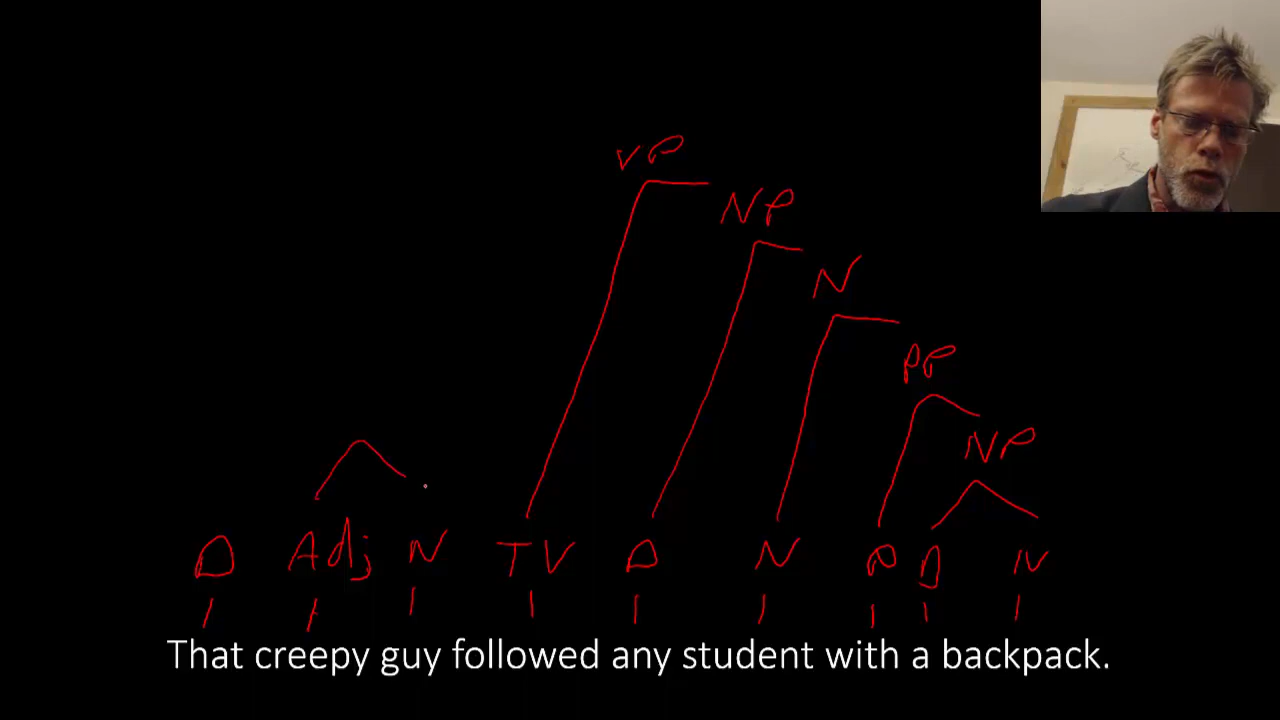 VP
NP
N
PP
NP
D Adj N TV D N P D N
That creepy guy followed any student with a backpack.